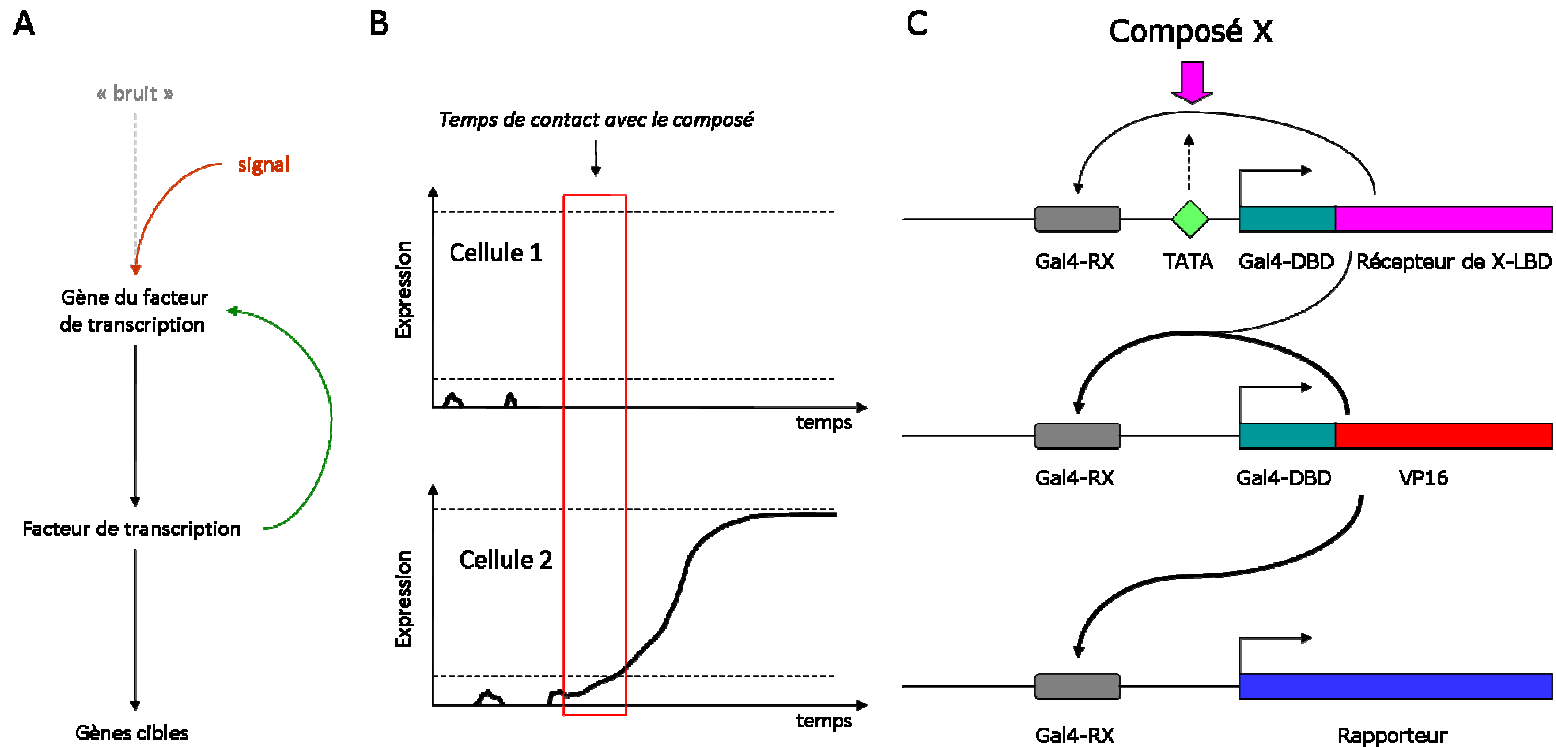 A
« bruit »
signal
Gène du facteur
de transcription
Facteur de transcription
Gènes cibles
B
Temps de contact avec le composé
Expression
Cellule 1
temps
Expression
Cellule 2
temps
C
Composé X
Gal4-RX TATA Gal4-DBD Récepteur de X-LBD
Gal4-RX Gal4-DBD VP16
Gal4-RX Rapporteur